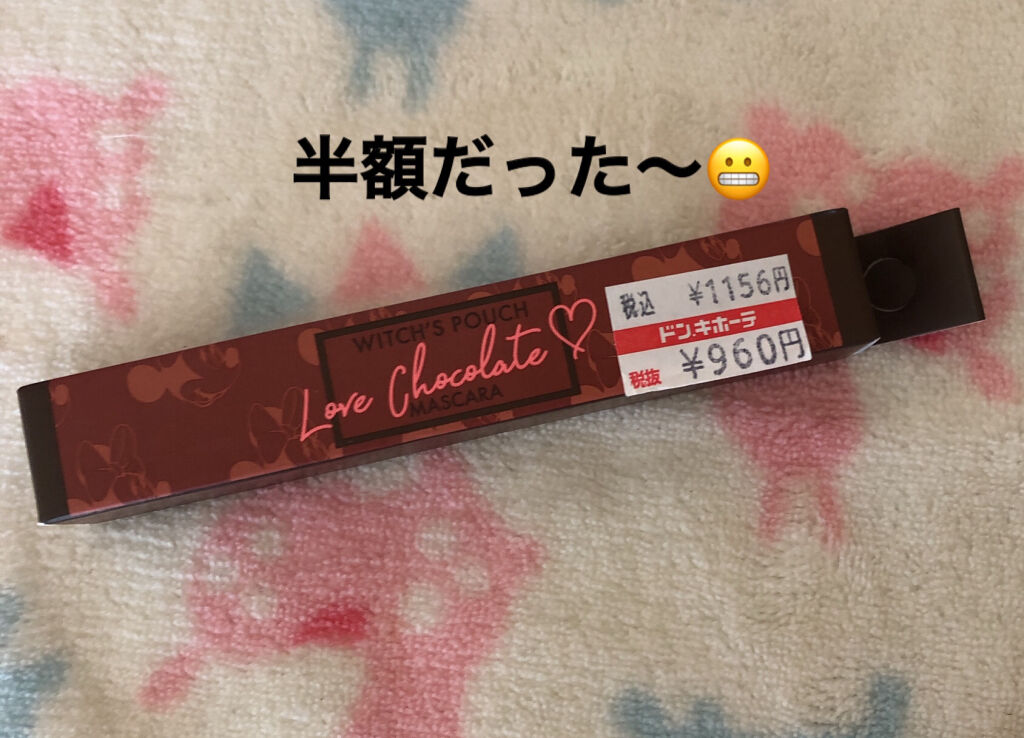 半額だった〜😬
WITCH'S POUCH
Love Chocolate♡
MASCARA
税込 ¥1156円
ドン.キホーテ
税抜 ¥960円